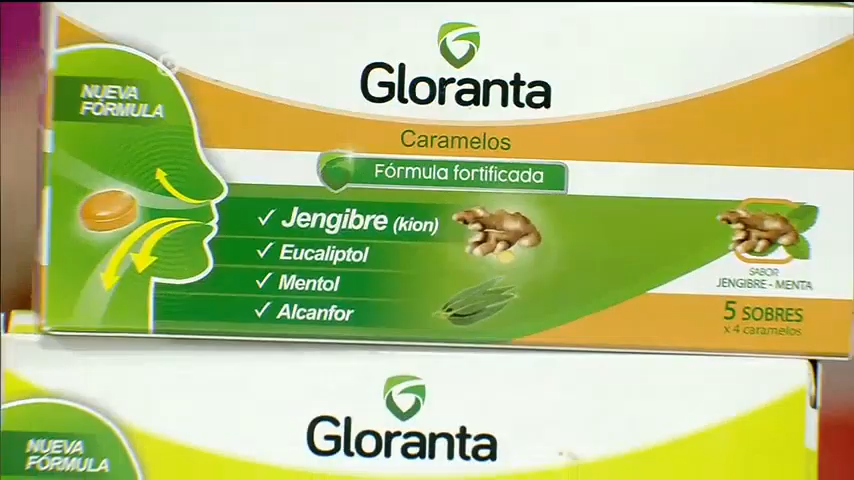 Gloranta
NUEVA
FÓRMULA
Caramelos
Fórmula fortificada
✓ Jengibre (kion)
✓ Eucaliptol
✓ Mentol
✓ Alcanfor
SABOR
JENGIBRE - MENTA
5 SOBRES
x 4 caramelos
Gloranta
NUEVA
FÓRMULA